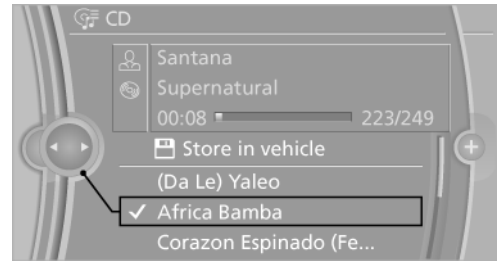 CD
Santana
Supernatural
00:08 223/249
Store in vehicle
(Da Le) Yaleo
Africa Bamba
Corazon Espinado (Fe...